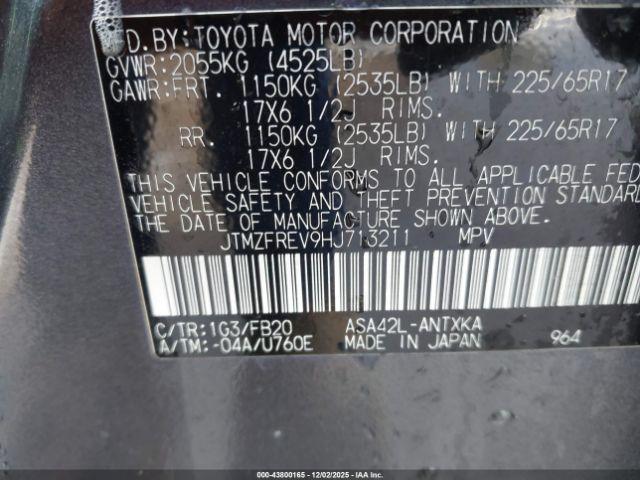 FD. BY: TOYOTA MOTOR CORPORATION
GVWR: 2055KG (4525LB)
GAWR: FRT. 1150KG (2535LB) WITH 225/65R17
17X6 1/2J RIMS.
RR. 1150KG (2535LB) WITH 225/65R17
17X6 1/2J RIMS.
THIS VEHICLE CONFORMS TO ALL APPLICABLE FED
VEHICLE SAFETY AND THEFT PREVENTION STANDARD
THE DATE OF MANUFACTURE SHOWN ABOVE.
JTMZFREV9HJ713211 MPV
C/TR: 1G3/FB20 ASA42L-ANTXKA
A/TM: -04A/U760E MADE IN JAPAN 964
000-43800165 - 12/02/2025 - IAA Inc.